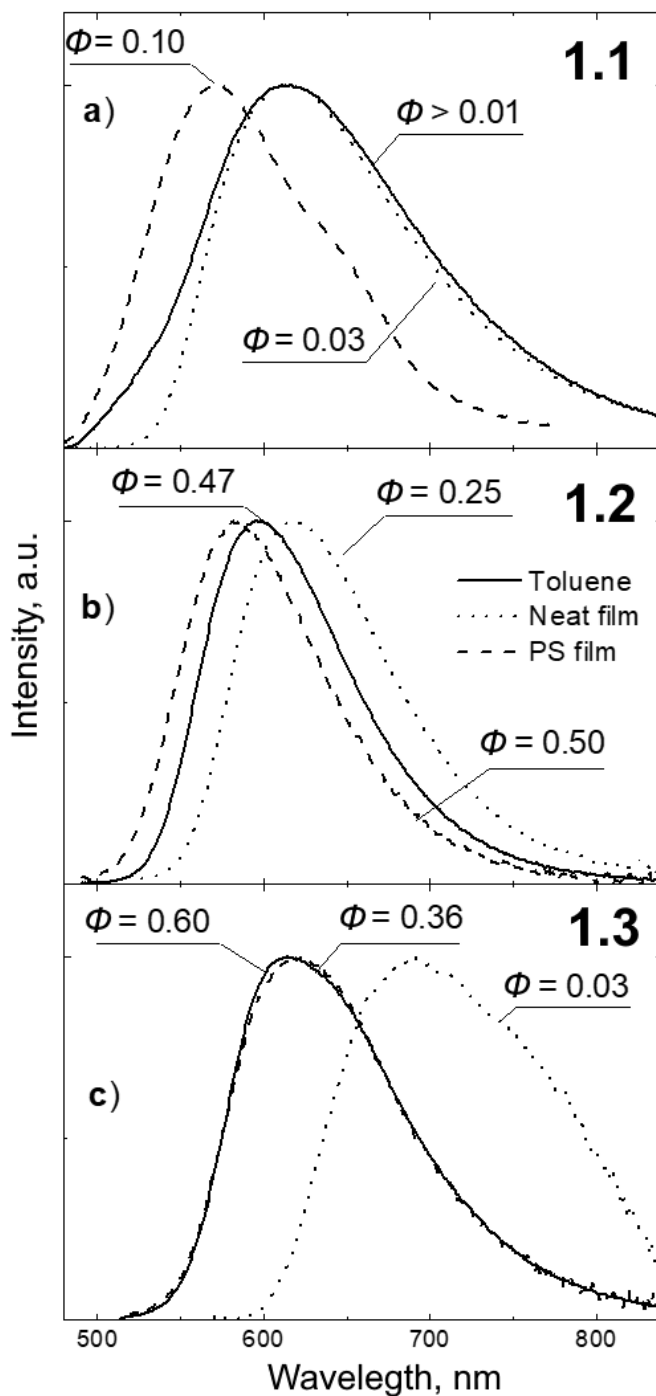 Φ = 0.10
1.1
a)
Φ > 0.01
Φ = 0.03
Φ = 0.47
Φ = 0.25
1.2
b)
Toluene
Neat film
PS film
Φ = 0.50
Intensity, a.u.
Φ = 0.60
Φ = 0.36
1.3
Φ = 0.03
c)
500 600 700 800
Wavelegth, nm